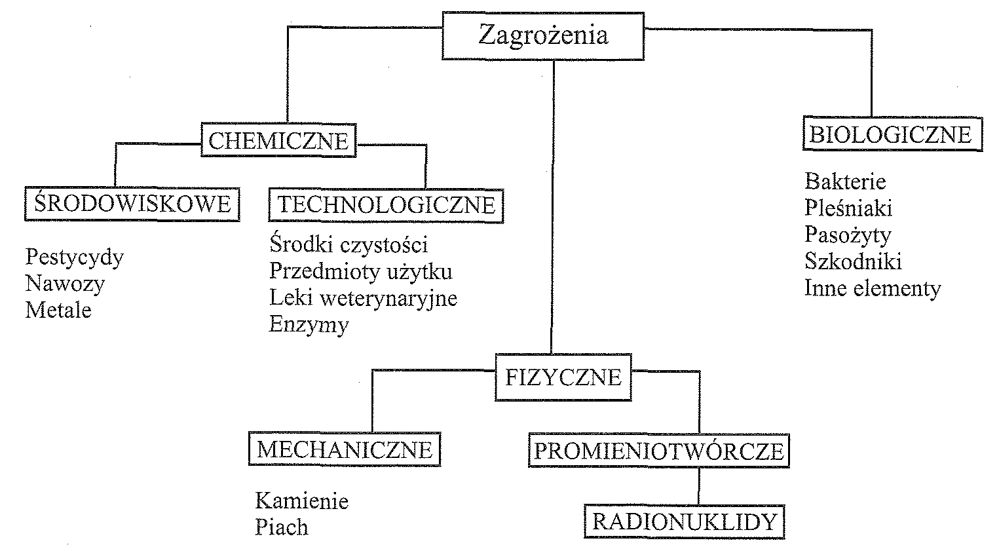 Zagrożenia
CHEMICZNE
BIOLOGICZNE
ŚRODOWISKOWE
Pestycydy
Nawozy
Metale
TECHNOLOGICZNE
Środki czystości
Przedmioty użytku
Leki weterynaryjne
Enzymy
Bakterie
Pleśniaki
Pasożyty
Szkodniki
Inne elementy
FIZYCZNE
MECHANICZNE
Kamienie
Piach
PROMIENIOTWÓRCZE
RADIONUKLIDY